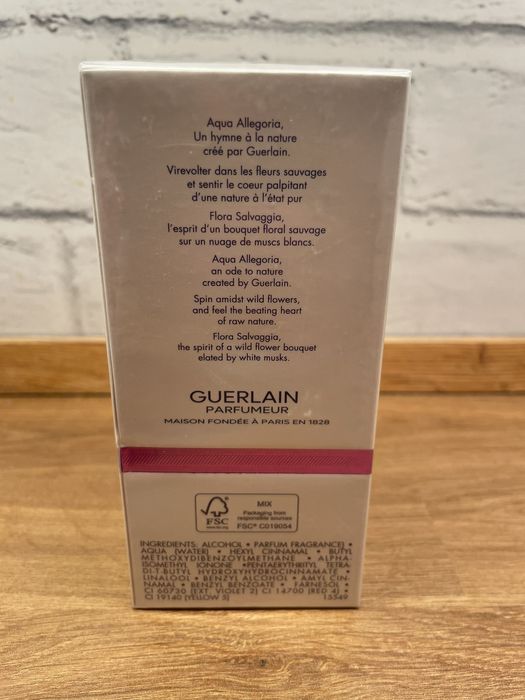 Aqua Allegoria,
Un hymne à la nature
créé par Guerlain.
Virevolter dans les fleurs sauvages
et sentir le coeur palpitant
d'une nature à l'état pur
Flora Salvaggia,
l'esprit d'un bouquet floral sauvage
sur un nuage de muscs blancs.
Aqua Allegoria,
an ode to nature
created by Guerlain.
Spin amidst wild flowers,
and feel the beating heart
of raw nature.
Flora Salvaggia,
the spirit of a wild flower bouquet
elated by white musks.
GUERLAIN
PARFUMEUR
MAISON FONDÉE À PARIS EN 1828
FSC
MIX
Packaging from
responsible sources
FSC® C019054
INGREDIENTS: ALCOHOL • PARFUM (FRAGRANCE) •
AQUA (WATER) • HEXYL CINNAMAL • BUTYL
METHOXYDIBENZOYLMETHANE • ALPHA-
ISOMETHYL IONONE •PENTAERYTHRITYL TETRA-
DI-T-BUTYL HYDROXYHYDROCINNAMATE •
LINALOOL • BENZYL ALCOHOL • AMYL CIN-
NAMAL • BENZYL BENZOATE • FARNESOL •
CI 60730 (EXT. VIOLET 2) CI 14700 (RED 4) •
CI 19140 (YELLOW 5) 15549